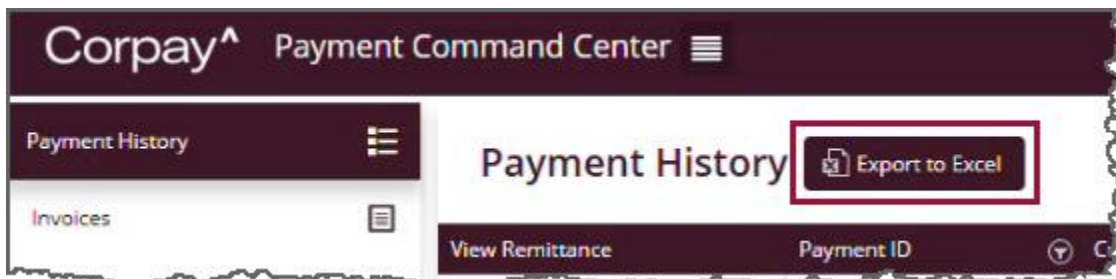 Corpay^ Payment Command Center
Payment History
Invoices
Payment History Export to Excel
View Remittance Payment ID C